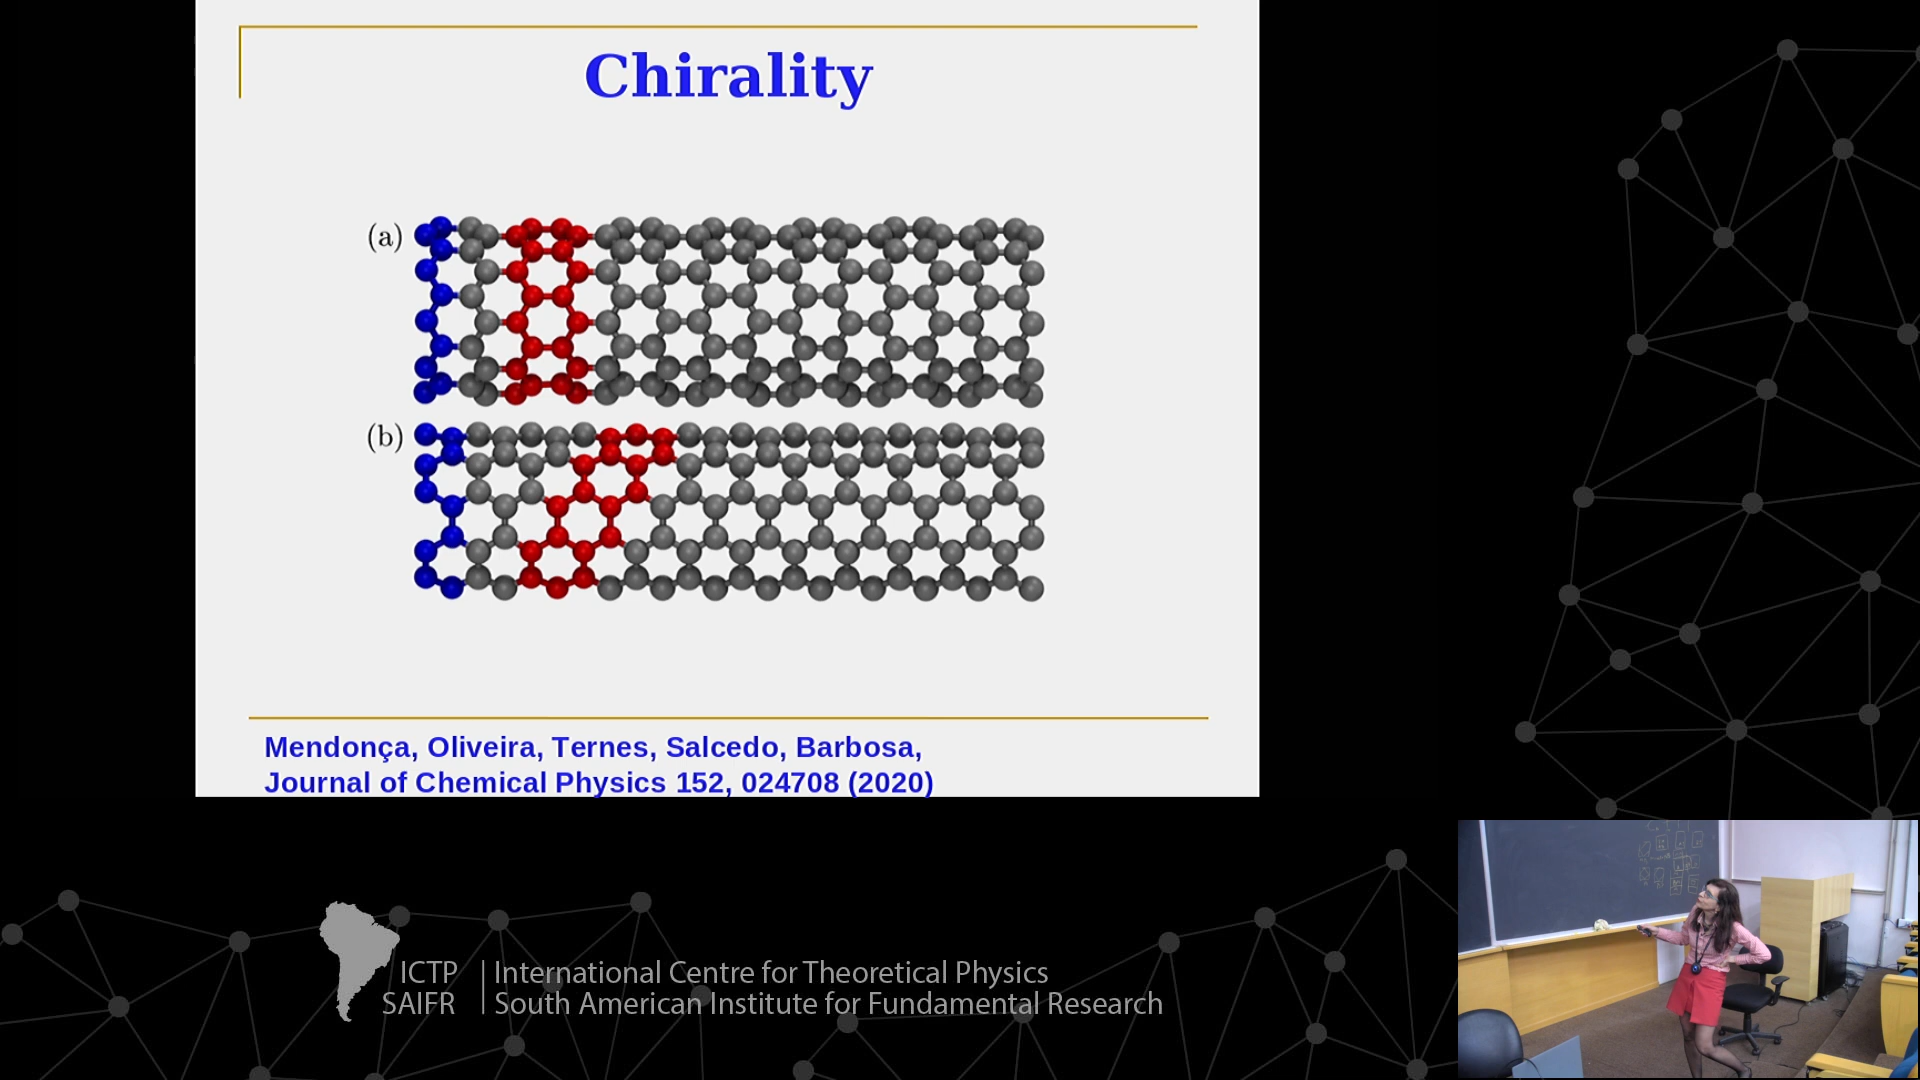 Chirality
(a)
(b)
Mendonça, Oliveira, Ternes, Salcedo, Barbosa,
Journal of Chemical Physics 152, 024708 (2020)
ICTP
SAIFR
International Centre for Theoretical Physics
South American Institute for Fundamental Research